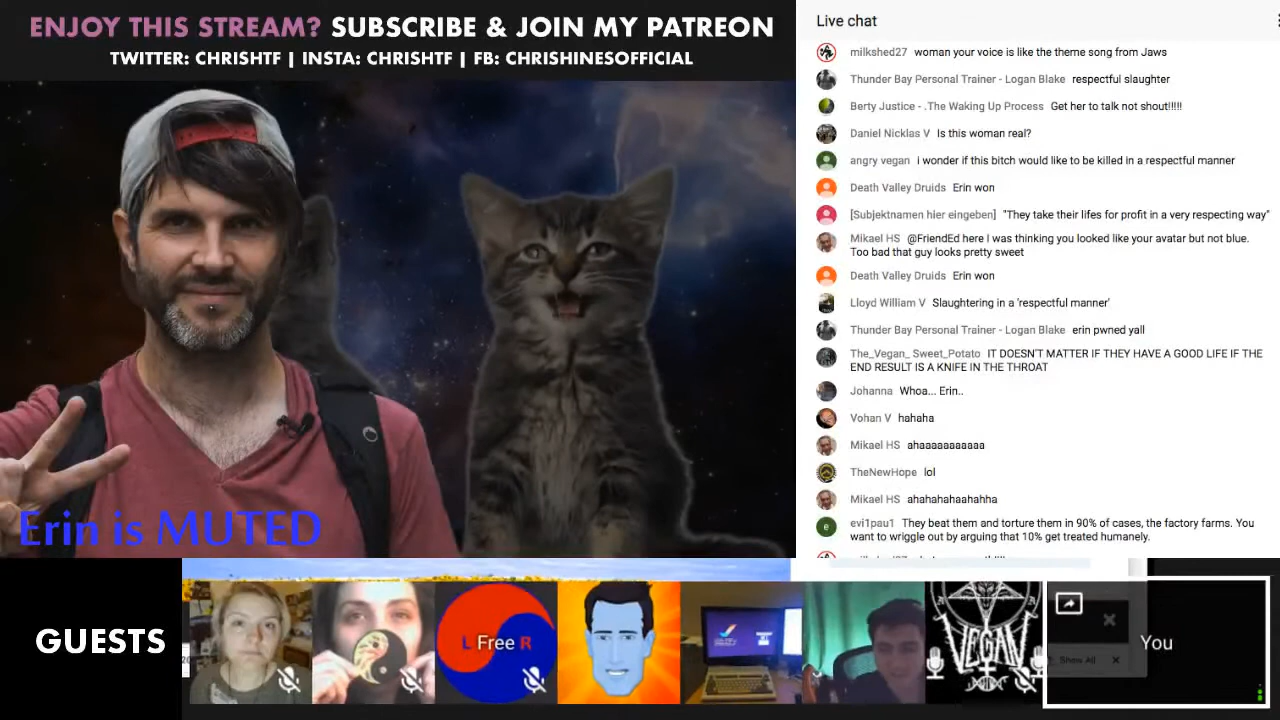 ENJOY THIS STREAM? SUBSCRIBE & JOIN MY PATREON
TWITTER: CHRISHTF | INSTA: CHRISHTF | FB: CHRISHINESOFFICIAL
Live chat
milkshed27 woman your voice is like the theme song from Jaws
Thunder Bay Personal Trainer - Logan Blake respectful slaughter
Berty Justice - .The Waking Up Process Get her to talk not shout!!!!!
Daniel Nicklas V Is this woman real?
angry vegan i wonder if this bitch would like to be killed in a respectful manner
Death Valley Druids Erin won
[Subjektnamen hier eingeben] "They take their lifes for profit in a very respecting way"
Mikael HS @FriendEd here I was thinking you looked like your avatar but not blue.
Too bad that guy looks pretty sweet
Death Valley Druids Erin won
Lloyd William V Slaughtering in a 'respectful manner'
Thunder Bay Personal Trainer - Logan Blake erin pwned yall
The_Vegan_ Sweet_Potato IT DOESN'T MATTER IF THEY HAVE A GOOD LIFE IF THE
END RESULT IS A KNIFE IN THE THROAT
Johanna Whoa... Erin..
Vohan V hahaha
Mikael HS ahaaaaaaaaaaa
TheNewHope lol
Mikael HS ahahahahaahahha
e
evi1pau1 They beat them and torture them in 90% of cases, the factory farms. You
want to wriggle out by arguing that 10% get treated humanely.
Erin is MUTED
GUESTS
L Free R
VEGAN
Show All
You